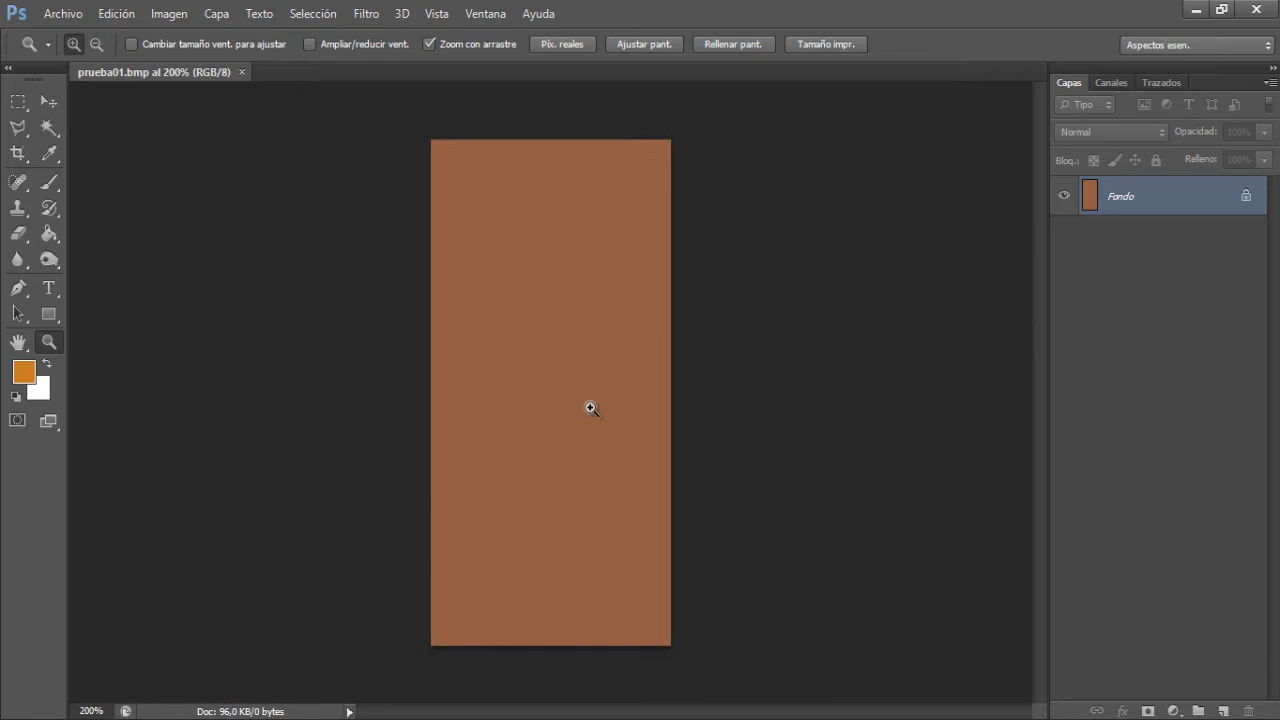 Ps Archivo Edición Imagen Capa Texto Selección Filtro 3D Vista Ventana Ayuda
Cambiar tamaño vent. para ajustar Ampliar/reducir vent. Zoom con arrastre Píx. reales Ajustar pant. Rellenar pant. Tamaño impr. Aspectos esen.
prueba01.bmp al 200% (RGB/8) ×
Capas Canales Trazados
Tipo
Normal Opacidad: 100%
Bloq.: Relleno: 100%
Fondo
200% Doc: 96,0 KB/0 bytes